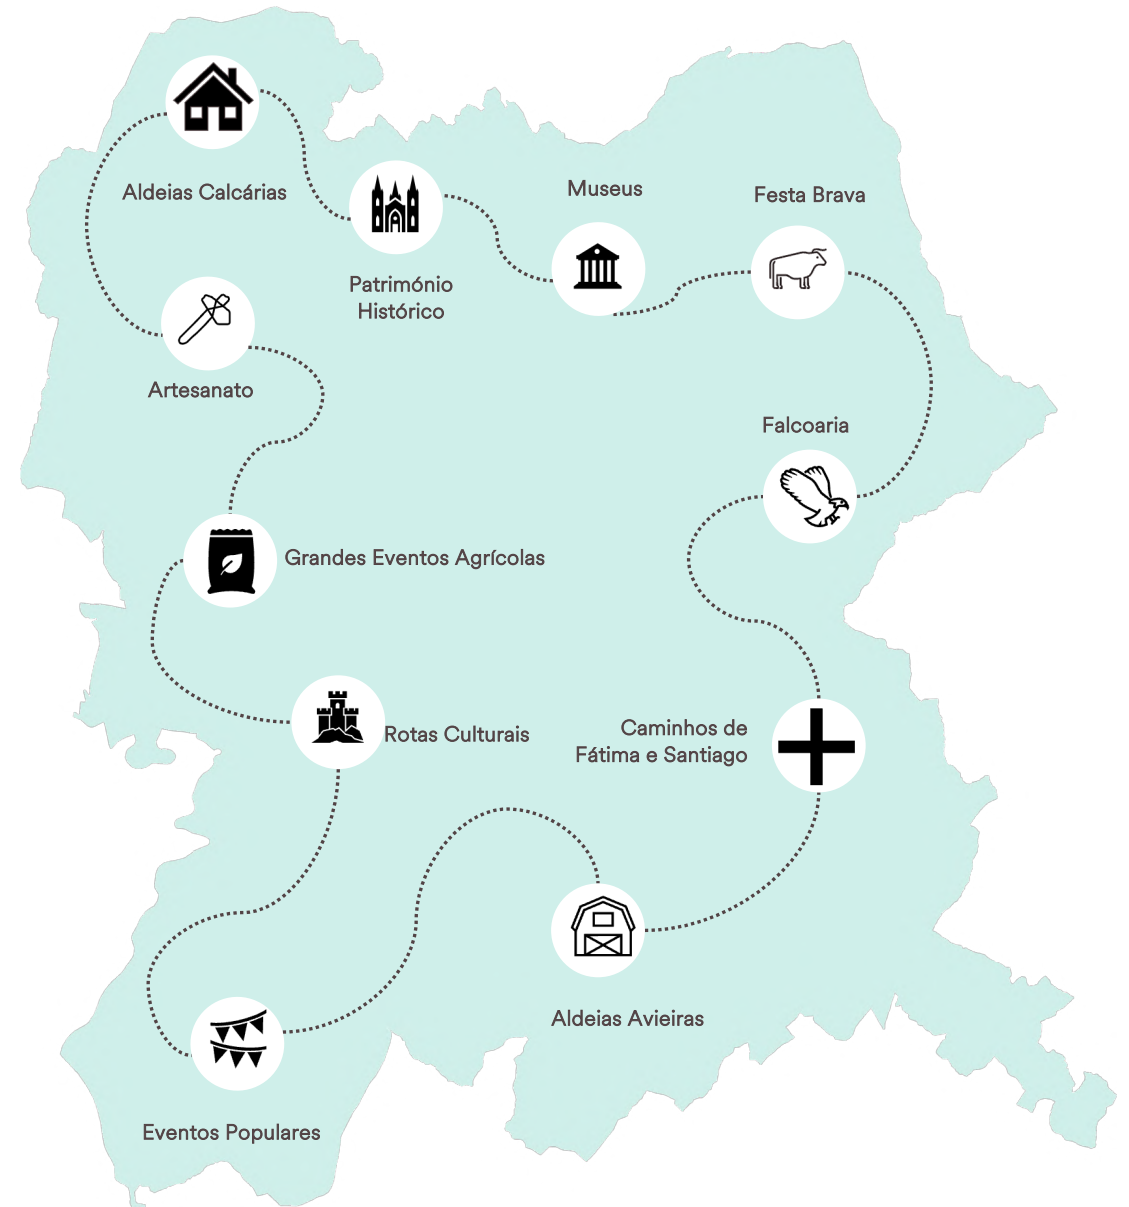 Museus
Festa Brava
Aldeias Calcárias
Património
Histórico
Artesanato
Falcoaria
Grandes Eventos Agrícolas
Rotas Culturais
Caminhos de
Fátima e Santiago
Aldeias Avieiras
Eventos Populares